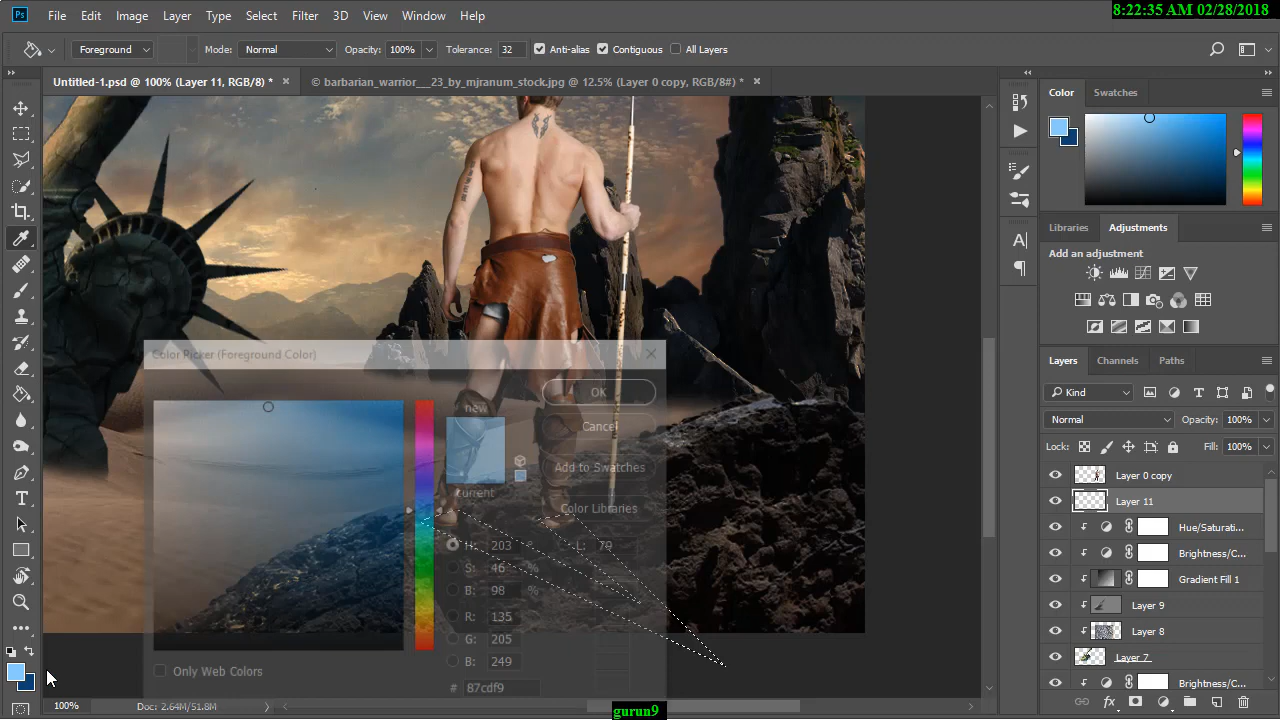 8:22:35 AM 02/28/2018
Ps File Edit Image Layer Type Select Filter 3D View Window Help
Foreground Mode: Normal Opacity: 100% Tolerance: 32 Anti-alias Contiguous All Layers
Untitled-1.psd @ 100% (Layer 11, RGB/8) * × © barbarian_warrior___23_by_mjranum_stock.jpg @ 12.5% (Layer 0 copy, RGB/8#) * ×
Color Swatches
Libraries Adjustments
Add an adjustment
Color Picker (Foreground Color)
new
OK
Cancel
Add to Swatches
current
Color Libraries
H: 203 ° L: 79
S: 46 %
B: 98 %
R: 135
G: 205
B: 249
Only Web Colors
# 87cdf9
Layers Channels Paths
Kind
Normal Opacity: 100%
Lock: Fill: 100%
Layer 0 copy
Layer 11
Hue/Saturati...
Brightness/C...
Gradient Fill 1
Layer 9
Layer 8
Layer 7
Brightness/C...
100% Doc: 2.64M/51.8M
gurun9